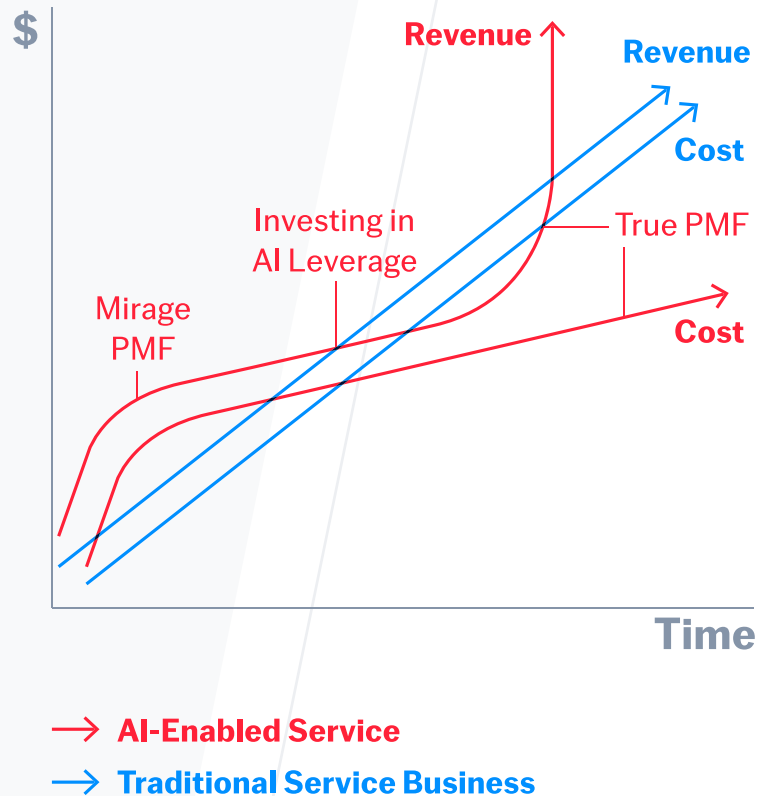 $
Revenue
Revenue
Cost
Investing in
AI Leverage
True PMF
Mirage
PMF
Cost
Time
AI-Enabled Service
Traditional Service Business